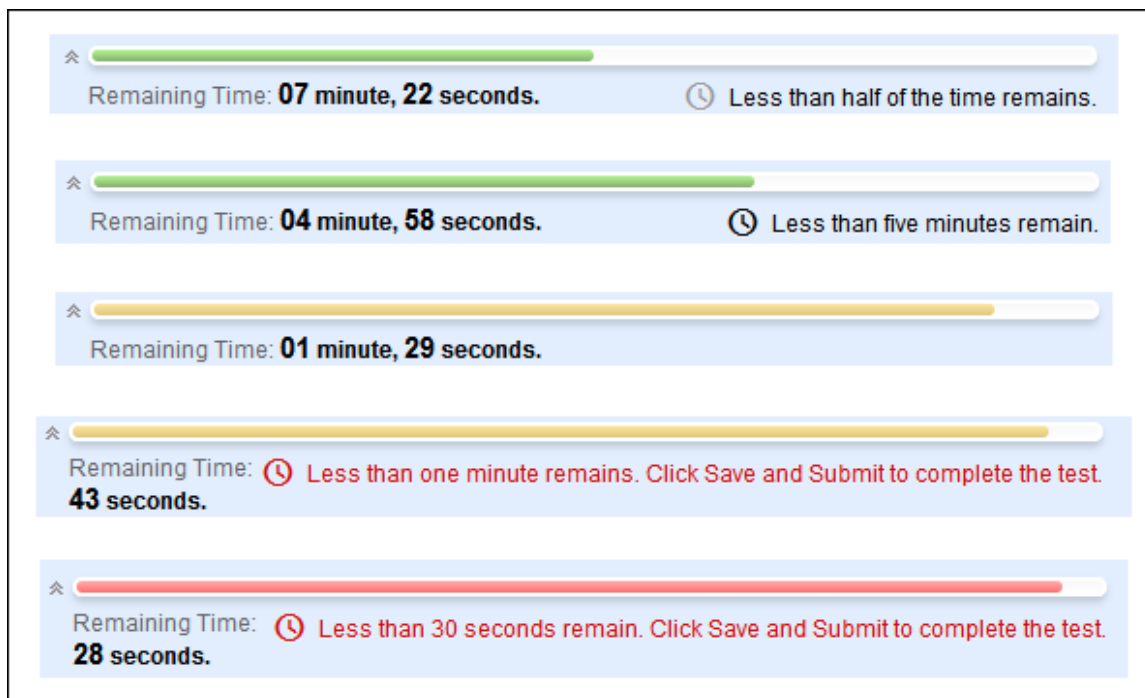 Remaining Time: 07 minute, 22 seconds. Less than half of the time remains.
Remaining Time: 04 minute, 58 seconds. Less than five minutes remain.
Remaining Time: 01 minute, 29 seconds.
Remaining Time: Less than one minute remains. Click Save and Submit to complete the test.
43 seconds.
Remaining Time: Less than 30 seconds remain. Click Save and Submit to complete the test.
28 seconds.